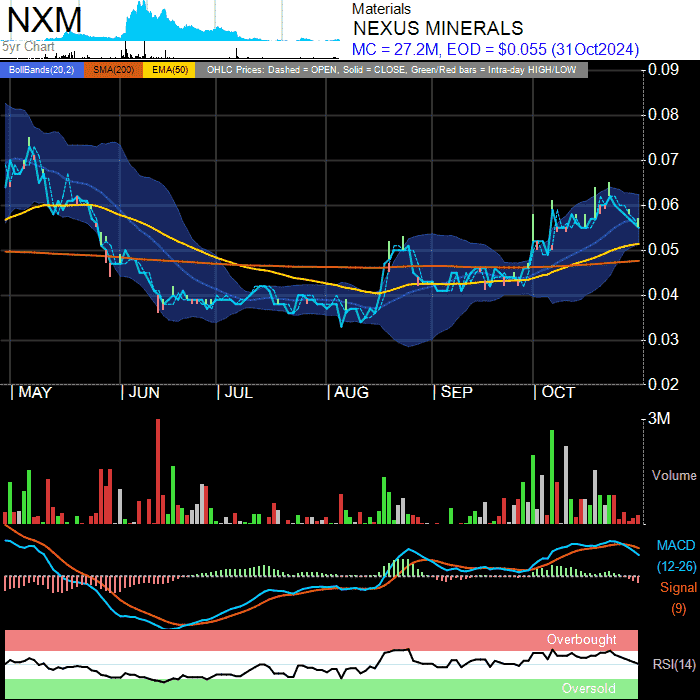 NXM
Materials
NEXUS MINERALS
MC = 27.2M, EOD = $0.055 (31Oct2024)
5yr Chart
BollBands(20,2) SMA(200) EMA(50) OHLC Prices: Dashed = OPEN, Solid = CLOSE, Green/Red bars = Intra-day HIGH/LOW
0.09
0.08
0.07
0.06
0.05
0.04
0.03
0.02
MAY JUN JUL AUG SEP OCT
3M
Volume
MACD
(12-26)
Signal
(9)
Overbought
RSI(14)
Oversold